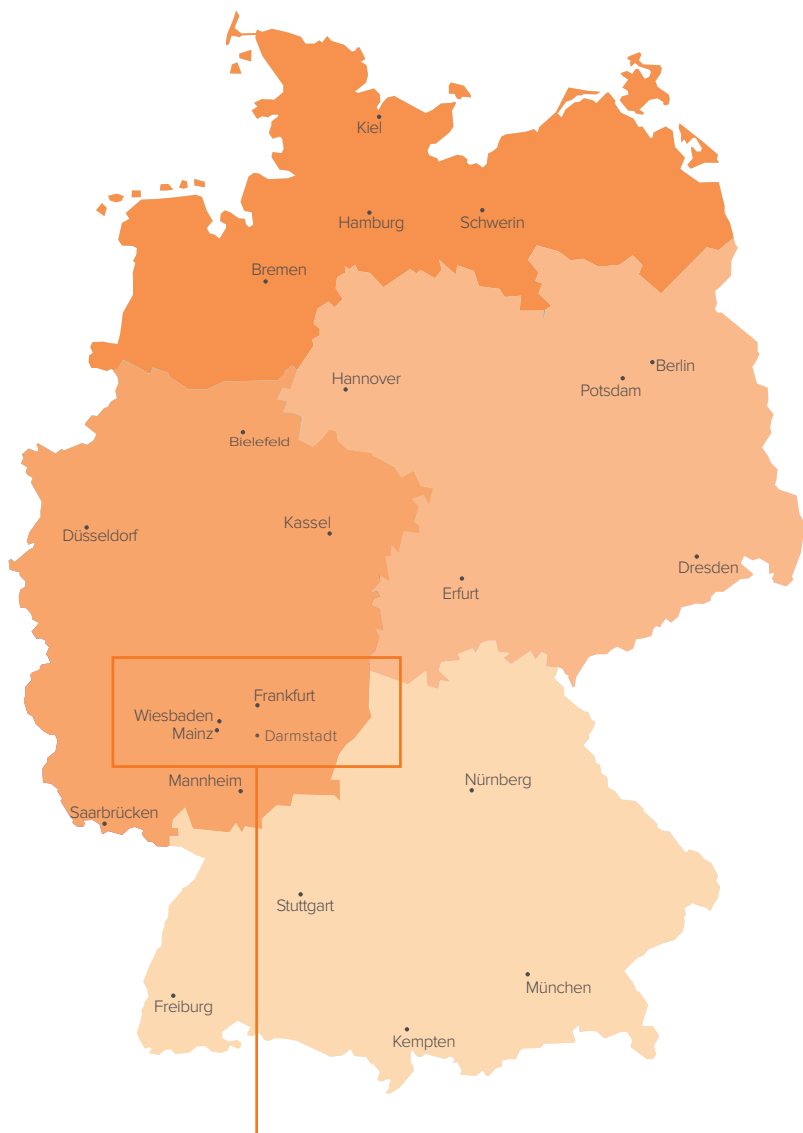 Kiel
Hamburg
Schwerin
Bremen
Hannover
Berlin
Potsdam
Bielefeld
Kassel
Düsseldorf
Dresden
Erfurt
Frankfurt
Wiesbaden
Mainz
Darmstadt
Mannheim
Nürnberg
Saarbrücken
Stuttgart
München
Freiburg
Kempten